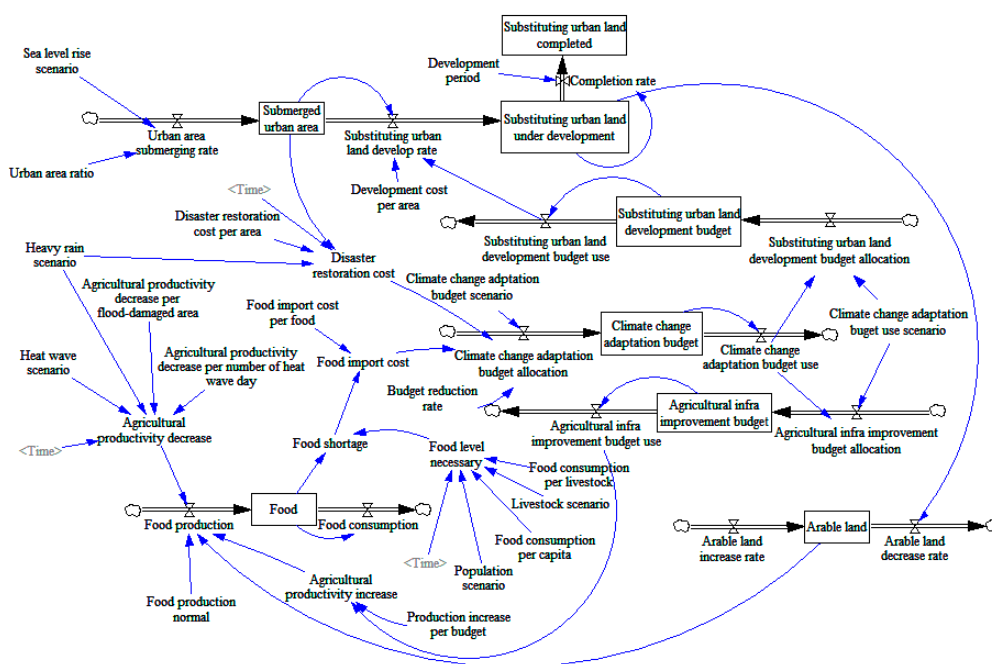 Substituting urban land
completed
Sea level rise
scenario
Development
period
Completion rate
Submerged
urban area
Substituting urban land
under development
Urban area
submerging rate
Substituting urban
land develop rate
Urban area ratio
<Time>
Development cost
per area
Disaster restoration
cost per area
Substituting urban land
development budget
Substituting urban land
development budget use
Substituting urban land
development budget allocation
Heavy rain
scenario
Disaster
restoration cost
Climate change adptation
budget scenario
Agricultural productivity
decrease per
flood-damaged area
Food import cost
per food
Climate change adaptation
buget use scenario
Climate change
adaptation budget
Heat wave
scenario
Agricultural productivity
decrease per number of heat
wave day
Food import cost
Climate change adaptation
budget allocation
Climate change
adaptation budget use
Budget reduction
rate
Agricultural infra
improvement budget
Agricultural
productivity decrease
Agricultural infra
improvement budget use
Agricultural infra improvement
budget allocation
<Time>
Food shortage
Food level
necessary
Food consumption
per livestock
Livestock scenario
Food
Food production
Food consumption
Arable land
Arable land
increase rate
Arable land
decrease rate
Food consumption
per capita
<Time>
Population
scenario
Agricultural
productivity increase
Food production
normal
Production increase
per budget